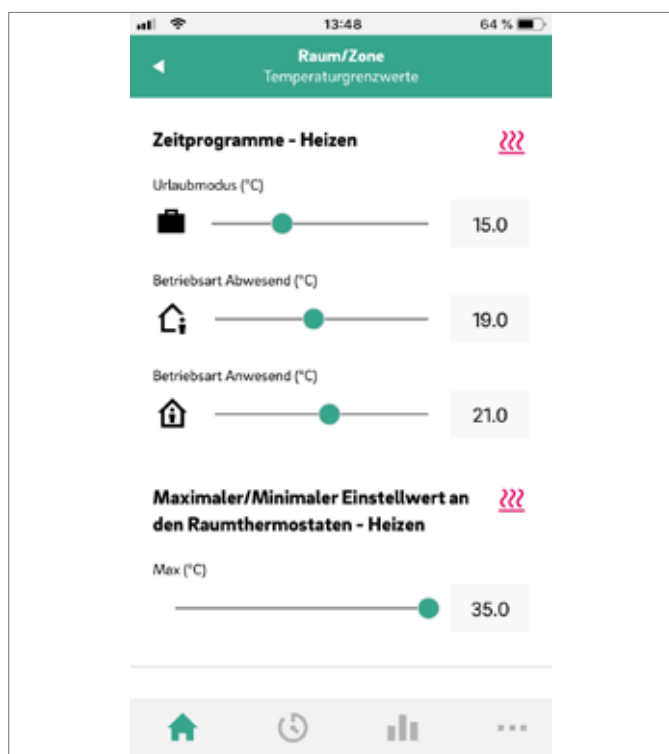 13:48
64 %
Raum/Zone
Temperaturgrenzwerte
Zeitprogramme - Heizen
Urlaubmodus (°C)
15.0
Betriebsart Abwesend (°C)
19.0
Betriebsart Anwesend (°C)
21.0
Maximaler/Minimaler Einstellwert an
den Raumthermostaten - Heizen
Max (°C)
35.0